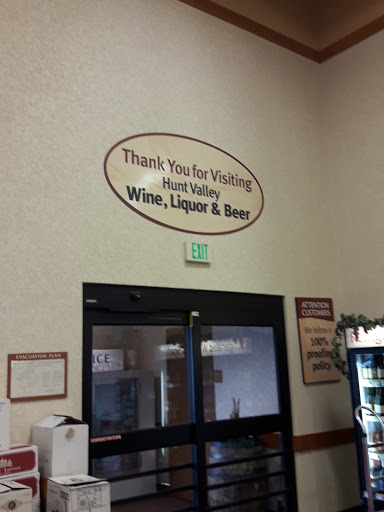 Thank You for Visiting
Hunt Valley
Wine, Liquor & Beer
EXIT
ATTENTION
CUSTOMERS
We follow a
100%
proofing
policy
EVACUATION PLAN
ICE